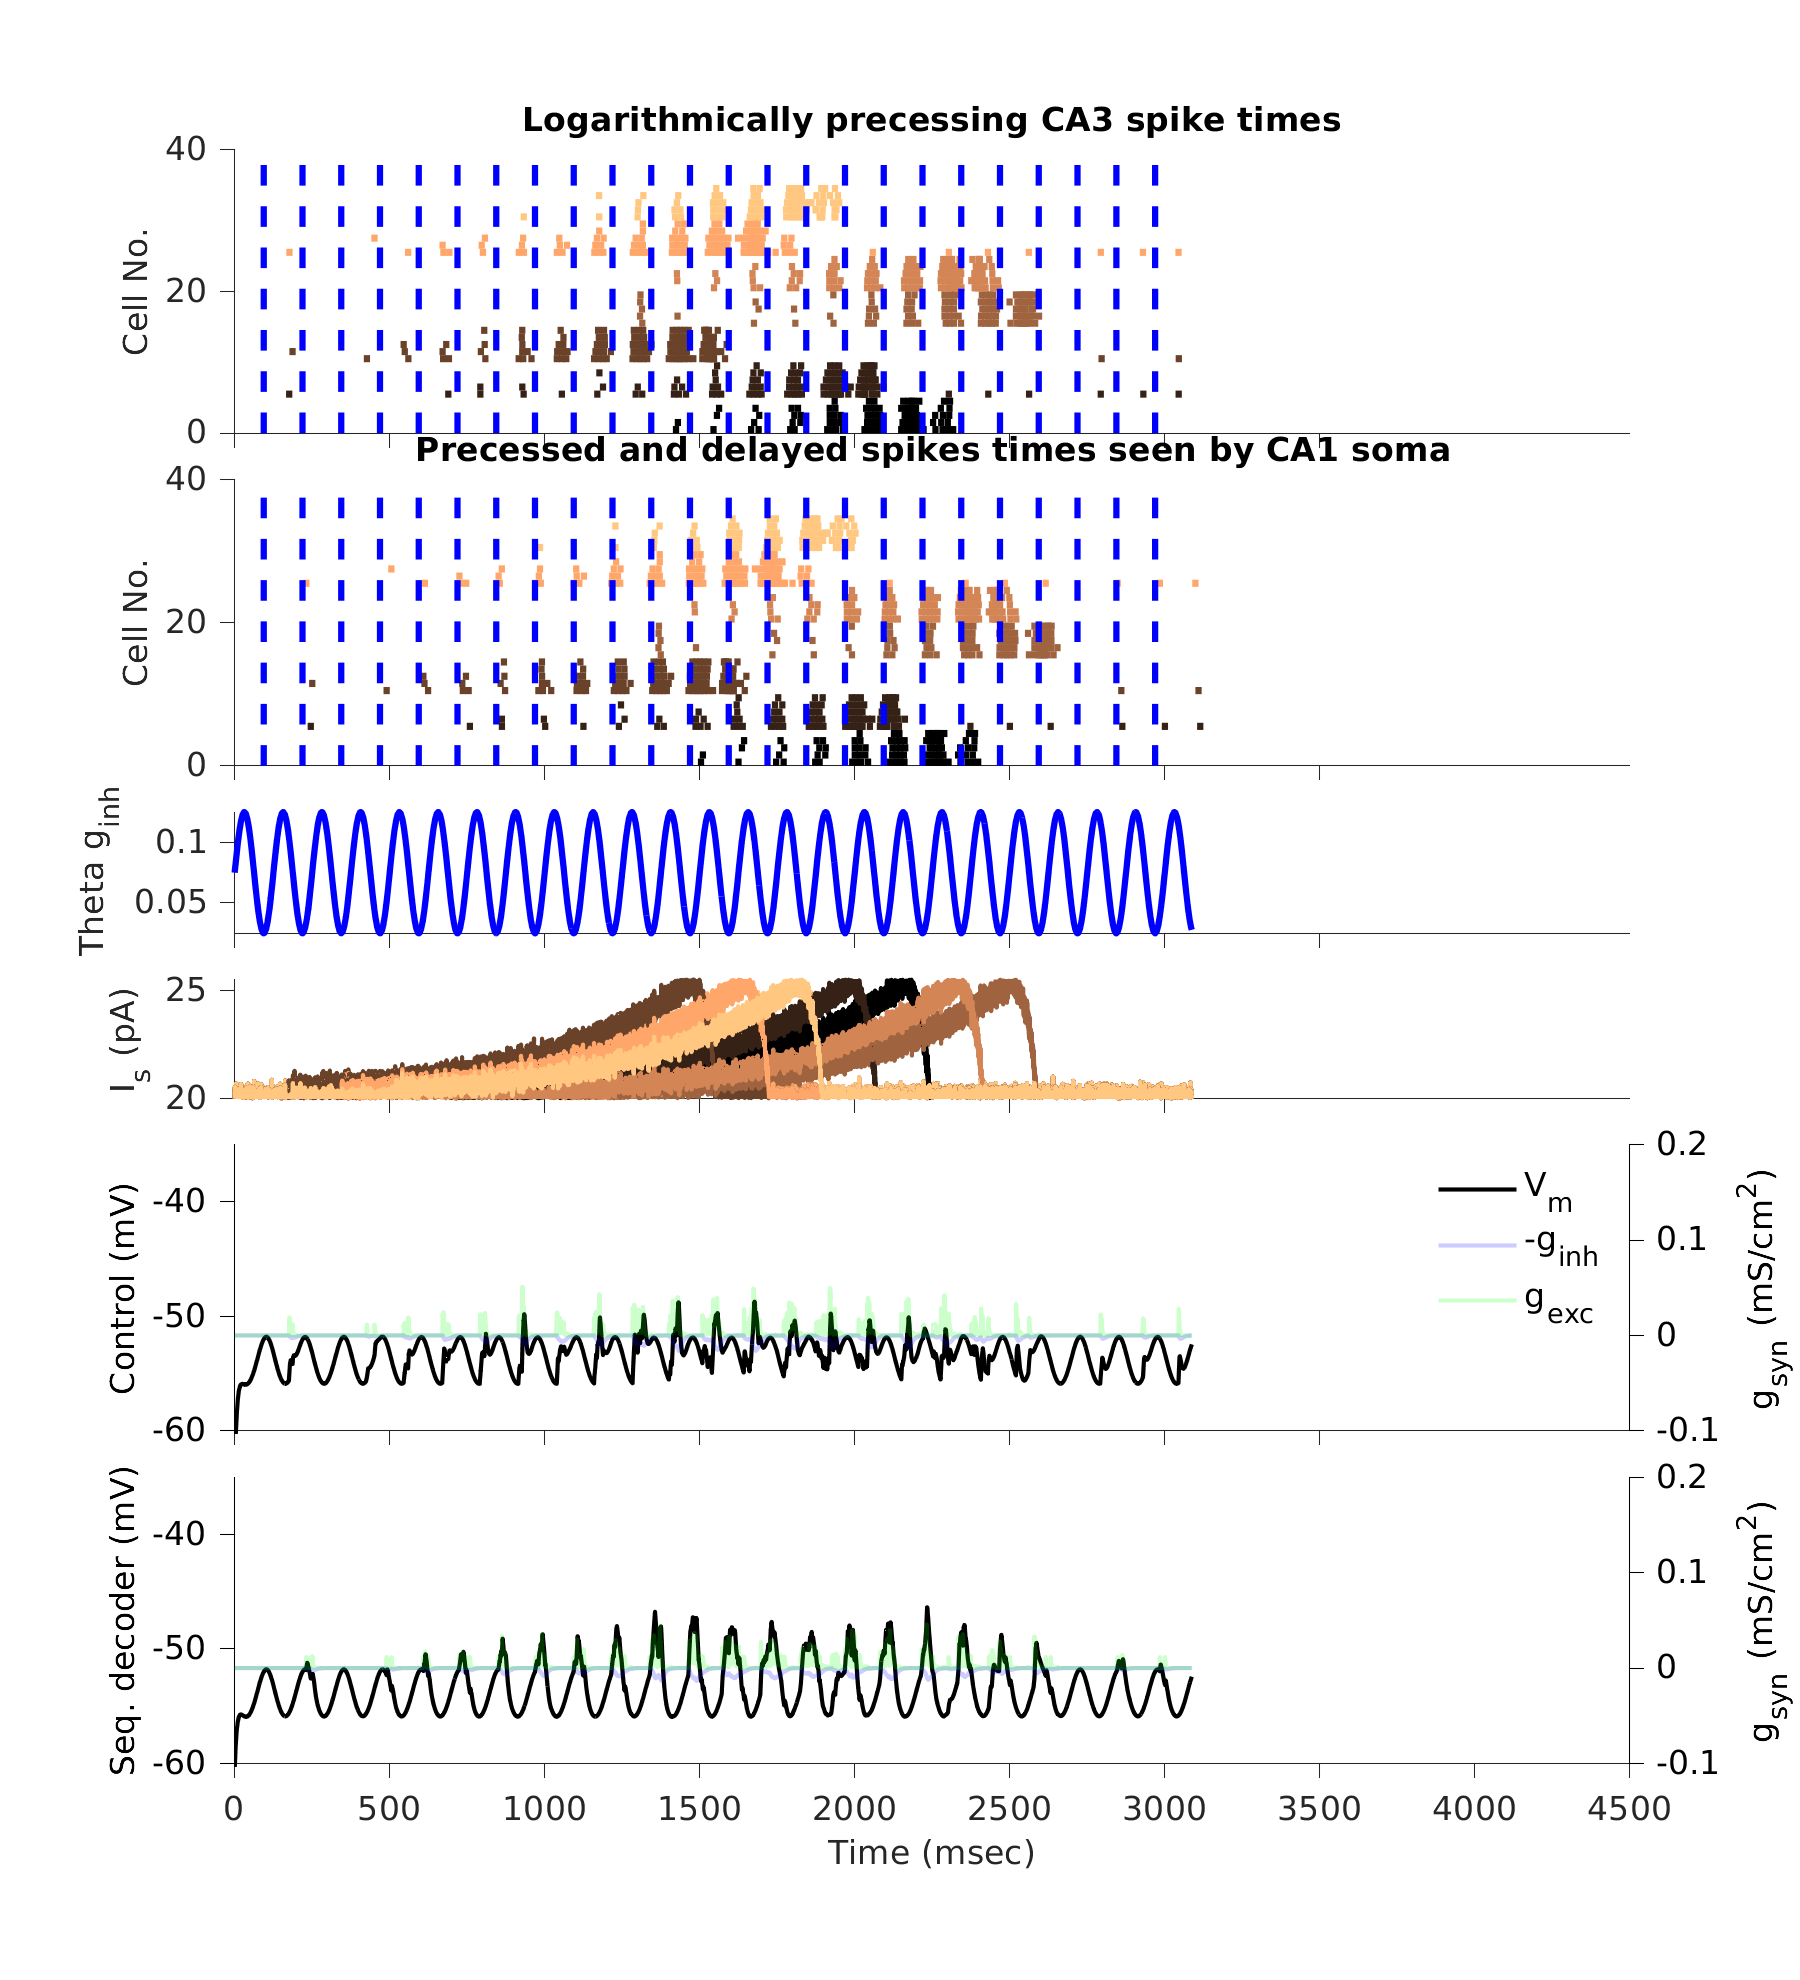 Logarithmically precessing CA3 spike times
40
20
0
Cell No.
Precessed and delayed spikes times seen by CA1 soma
40
20
0
Cell No.
0.1
0.05
Theta g_inh
25
20
I_s (pA)
-40
-50
-60
Control (mV)
V_m
-g_inh
g_exc
0.2
0.1
0
-0.1
g_syn (mS/cm^2)
-40
-50
-60
Seq. decoder (mV)
0.2
0.1
0
-0.1
g_syn (mS/cm^2)
0 500 1000 1500 2000 2500 3000 3500 4000 4500
Time (msec)